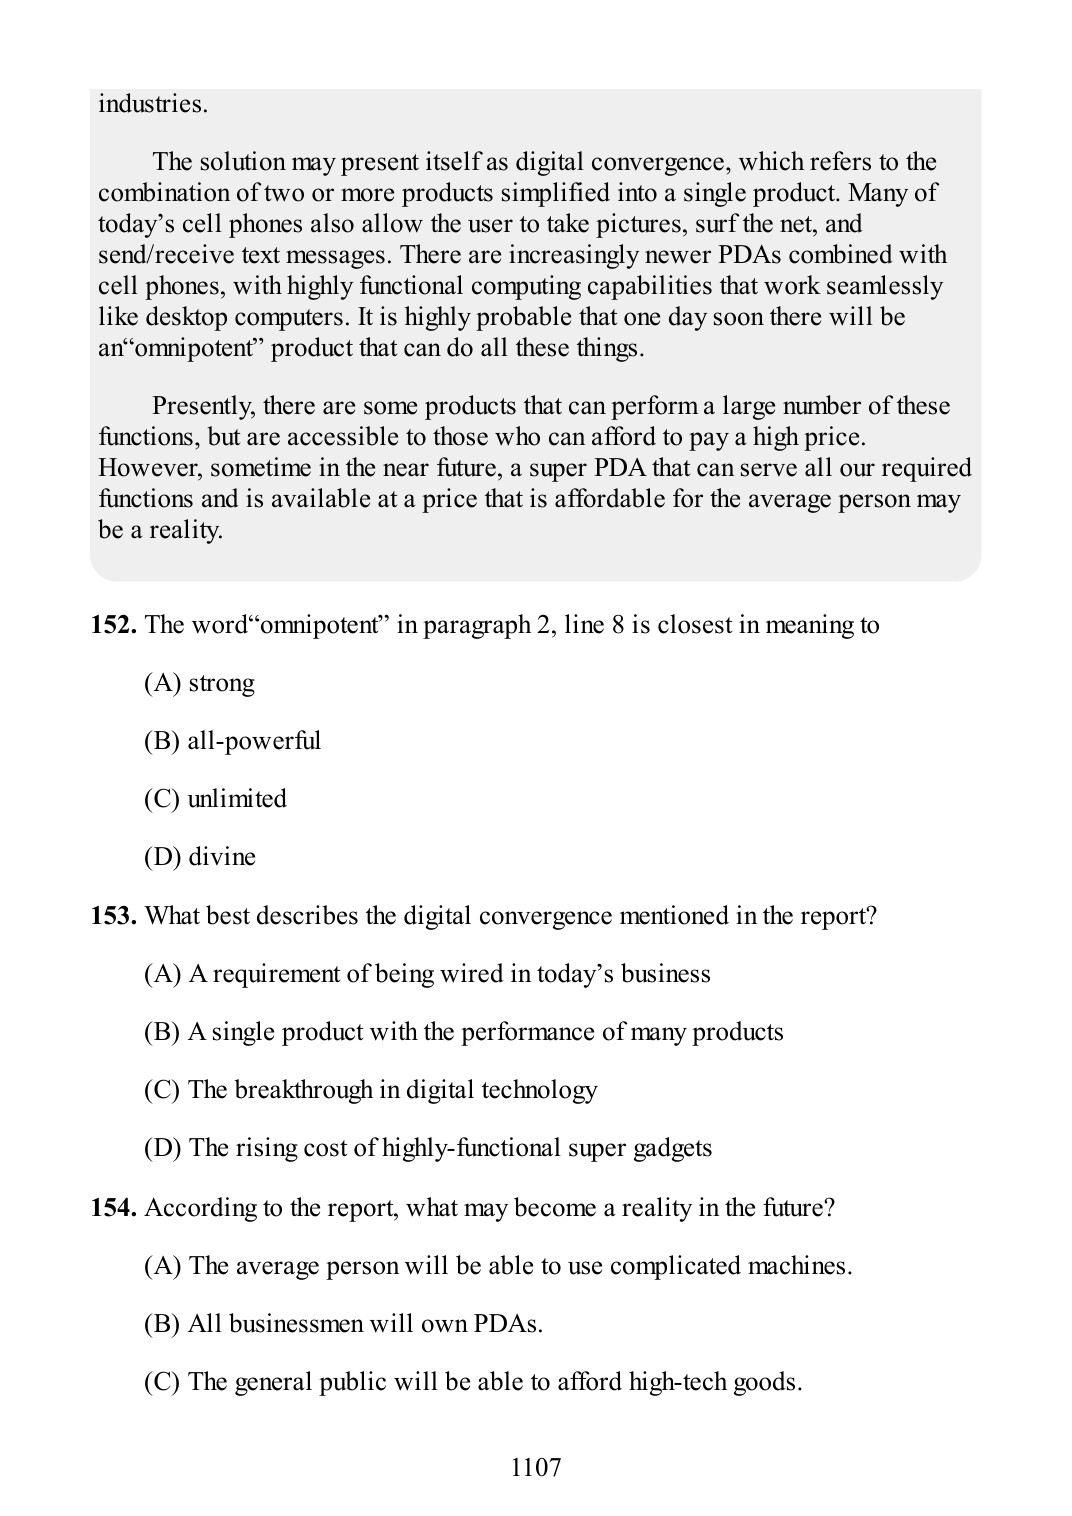 industries.
The solution may present itself as digital convergence, which refers to the
combination of two or more products simplified into a single product. Many of
today’s cell phones also allow the user to take pictures, surf the net, and
send/receive text messages. There are increasingly newer PDAs combined with
cell phones, with highly functional computing capabilities that work seamlessly
like desktop computers. It is highly probable that one day soon there will be
an“omnipotent” product that can do all these things.
Presently, there are some products that can perform a large number of these
functions, but are accessible to those who can afford to pay a high price.
However, sometime in the near future, a super PDA that can serve all our required
functions and is available at a price that is affordable for the average person may
be a reality.
152. The word“omnipotent” in paragraph 2, line 8 is closest in meaning to
(A) strong
(B) all-powerful
(C) unlimited
(D) divine
153. What best describes the digital convergence mentioned in the report?
(A) A requirement of being wired in today’s business
(B) A single product with the performance of many products
(C) The breakthrough in digital technology
(D) The rising cost of highly-functional super gadgets
154. According to the report, what may become a reality in the future?
(A) The average person will be able to use complicated machines.
(B) All businessmen will own PDAs.
(C) The general public will be able to afford high-tech goods.
1107